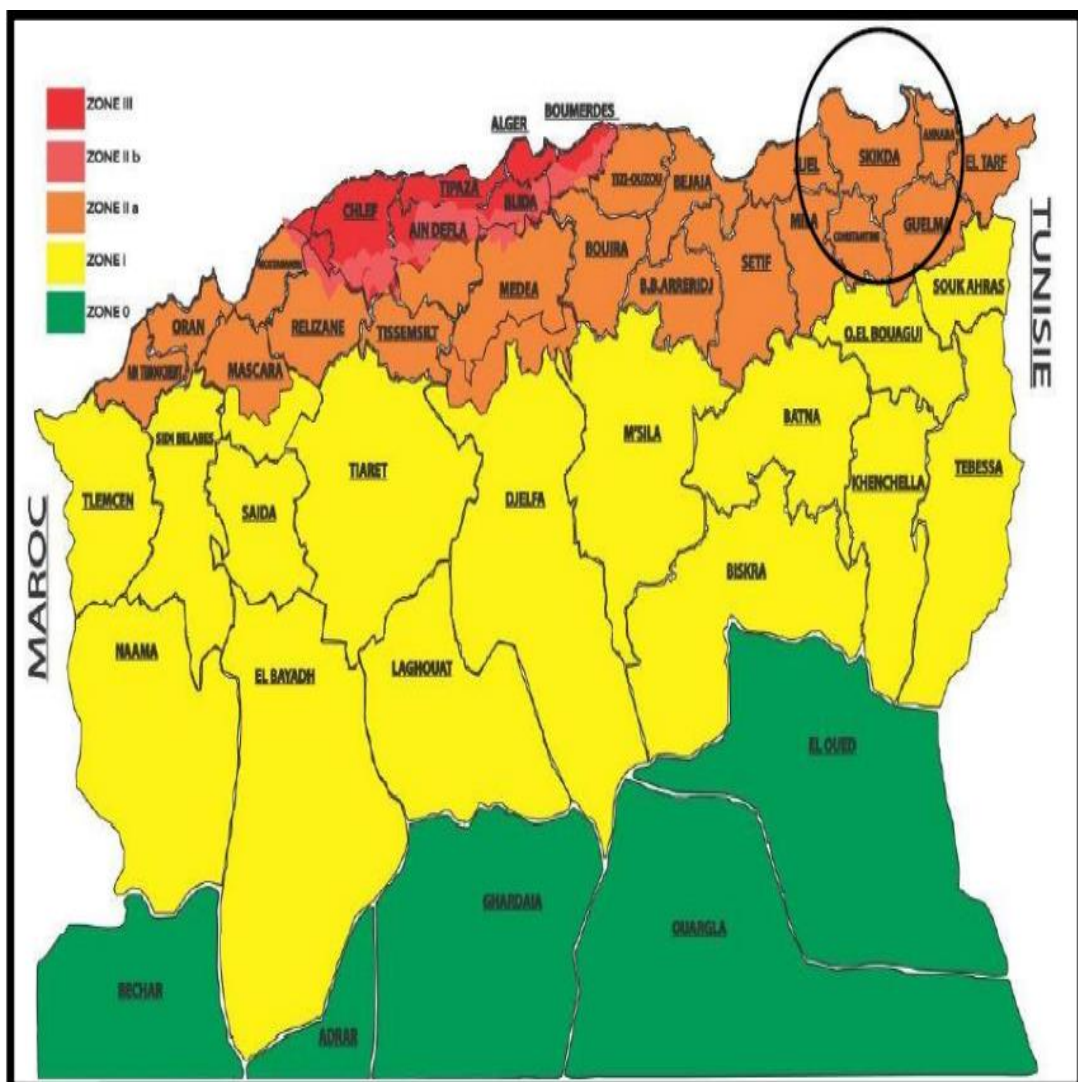 ZONE III
ZONE II b
ZONE II a
ZONE I
ZONE 0
BOUMERDES
ALGER
SKIKDA
ANNABA
EL TARF
TIPAZA
BLIDA
TIZI-OUZOU
BEJAIA
JIJEL
CHLEF
AIN DEFLA
BOUIRA
MILA
CONSTANTINE
GUELMA
MEDEA
SETIF
B.B.ARRERIDJ
SOUK AHRAS
ORAN
RELIZANE
TISSEMSILT
O.EL BOUAGUI
MASCARA
TUNISIE
SIDI BELABES
M'SILA
BATNA
TIARET
TEBESSA
KHENCHELLA
TLEMCEN
SAIDA
DJELFA
BISKRA
MAROC
NAAMA
EL BAYADH
LAGHOUAT
EL OUED
GHARDAIA
OUARGLA
BECHAR
ADRAR